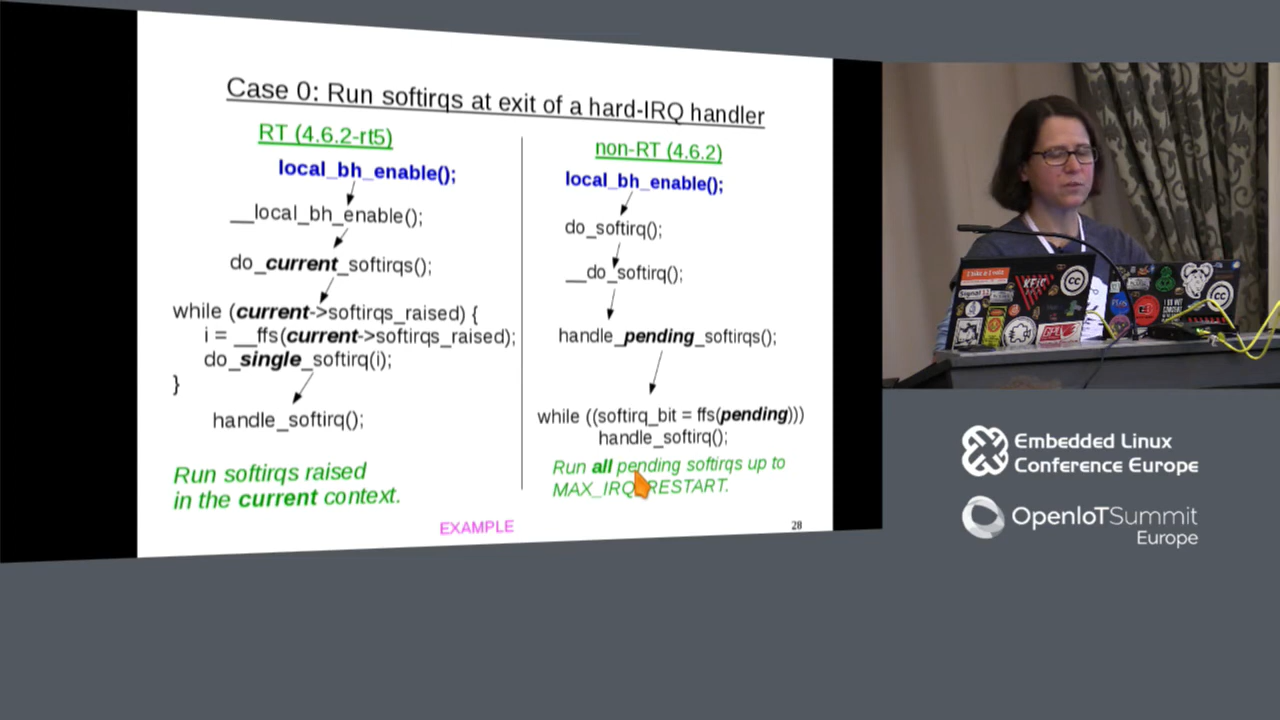 Case 0: Run softirqs at exit of a hard-IRQ handler
RT (4.6.2-rt5)
local_bh_enable();
__local_bh_enable();
do_current_softirqs();
while (current->softirqs_raised) {
i = __ffs(current->softirqs_raised);
do_single_softirq(i);
}
handle_softirq();
Run softirqs raised
in the current context.
non-RT (4.6.2)
local_bh_enable();
do_softirq();
__do_softirq();
handle_pending_softirqs();
while ((softirq_bit = ffs(pending)))
handle_softirq();
Run all pending softirqs up to
MAX_IRQ_RESTART.
EXAMPLE
28
Embedded Linux
Conference Europe
OpenIoTSummit
Europe